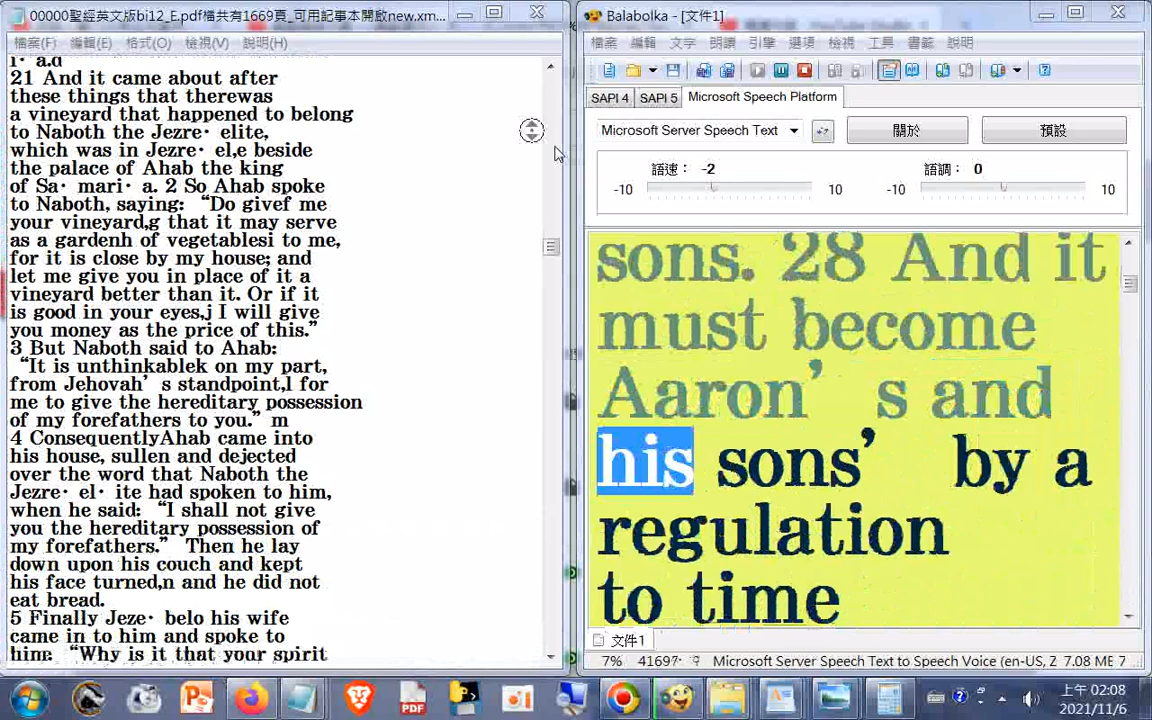 00000聖經英文版bi12_E.pdf檔共有1669頁_可用記事本開啟new.xm...
檔案(F) 編輯(E) 格式(O) 檢視(V) 說明(H)
i· a.d
21 And it came about after
these things that therewas
a vineyard that happened to belong
to Naboth the Jezre· elite,
which was in Jezre· el,e beside
the palace of Ahab the king
of Sa· mari· a. 2 So Ahab spoke
to Naboth, saying: “Do givef me
your vineyard,g that it may serve
as a gardenh of vegetablesi to me,
for it is close by my house; and
let me give you in place of it a
vineyard better than it. Or if it
is good in your eyes,j I will give
you money as the price of this.”
3 But Naboth said to Ahab:
“It is unthinkablek on my part,
from Jehovah’s standpoint,l for
me to give the hereditary possession
of my forefathers to you.” m
4 ConsequentlyAhab came into
his house, sullen and dejected
over the word that Naboth the
Jezre· el· ite had spoken to him,
when he said: “I shall not give
you the hereditary possession of
my forefathers.” Then he lay
down upon his couch and kept
his face turned,n and he did not
eat bread.
5 Finally Jeze· belo his wife
came in to him and spoke to
him: “Why is it that your spirit
Balabolka - [文件1]
檔案 編輯 文字 朗讀 引擎 選項 檢視 工具 書籤 說明
SAPI 4 SAPI 5 Microsoft Speech Platform
Microsoft Server Speech Text 關於 預設
語速: -2 語調: 0
-10 10 -10 10
sons. 28 And it
must become
Aaron’s and
his sons’ by a
regulation
to time
文件1
7% 4169?· Microsoft Server Speech Text to Speech Voice (en-US, Z 7.08 ME 7
上午 02:08
2021/11/6